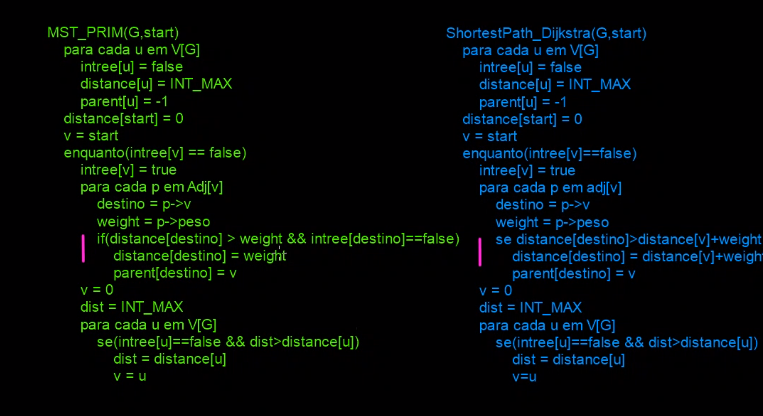 MST_PRIM(G,start)
para cada u em V[G]
intree[u] = false
distance[u] = INT_MAX
parent[u] = -1
distance[start] = 0
v = start
enquanto(intree[v] == false)
intree[v] = true
para cada p em Adj[v]
destino = p->v
weight = p->peso
if(distance[destino] > weight && intree[destino]==false)
distance[destino] = weight
parent[destino] = v
v = 0
dist = INT_MAX
para cada u em V[G]
se(intree[u]==false && dist>distance[u])
dist = distance[u]
v = u
ShortestPath_Dijkstra(G,start)
para cada u em V[G]
intree[u] = false
distance[u] = INT_MAX
parent[u] = -1
distance[start] = 0
v = start
enquanto(intree[v]==false)
intree[v] = true
para cada p em adj[v]
destino = p->v
weight = p->peso
se distance[destino]>distance[v]+weight
distance[destino] = distance[v]+weight
parent[destino] = v
v = 0
dist = INT_MAX
para cada u em V[G]
se(intree[u]==false && dist>distance[u])
dist = distance[u]
v=u